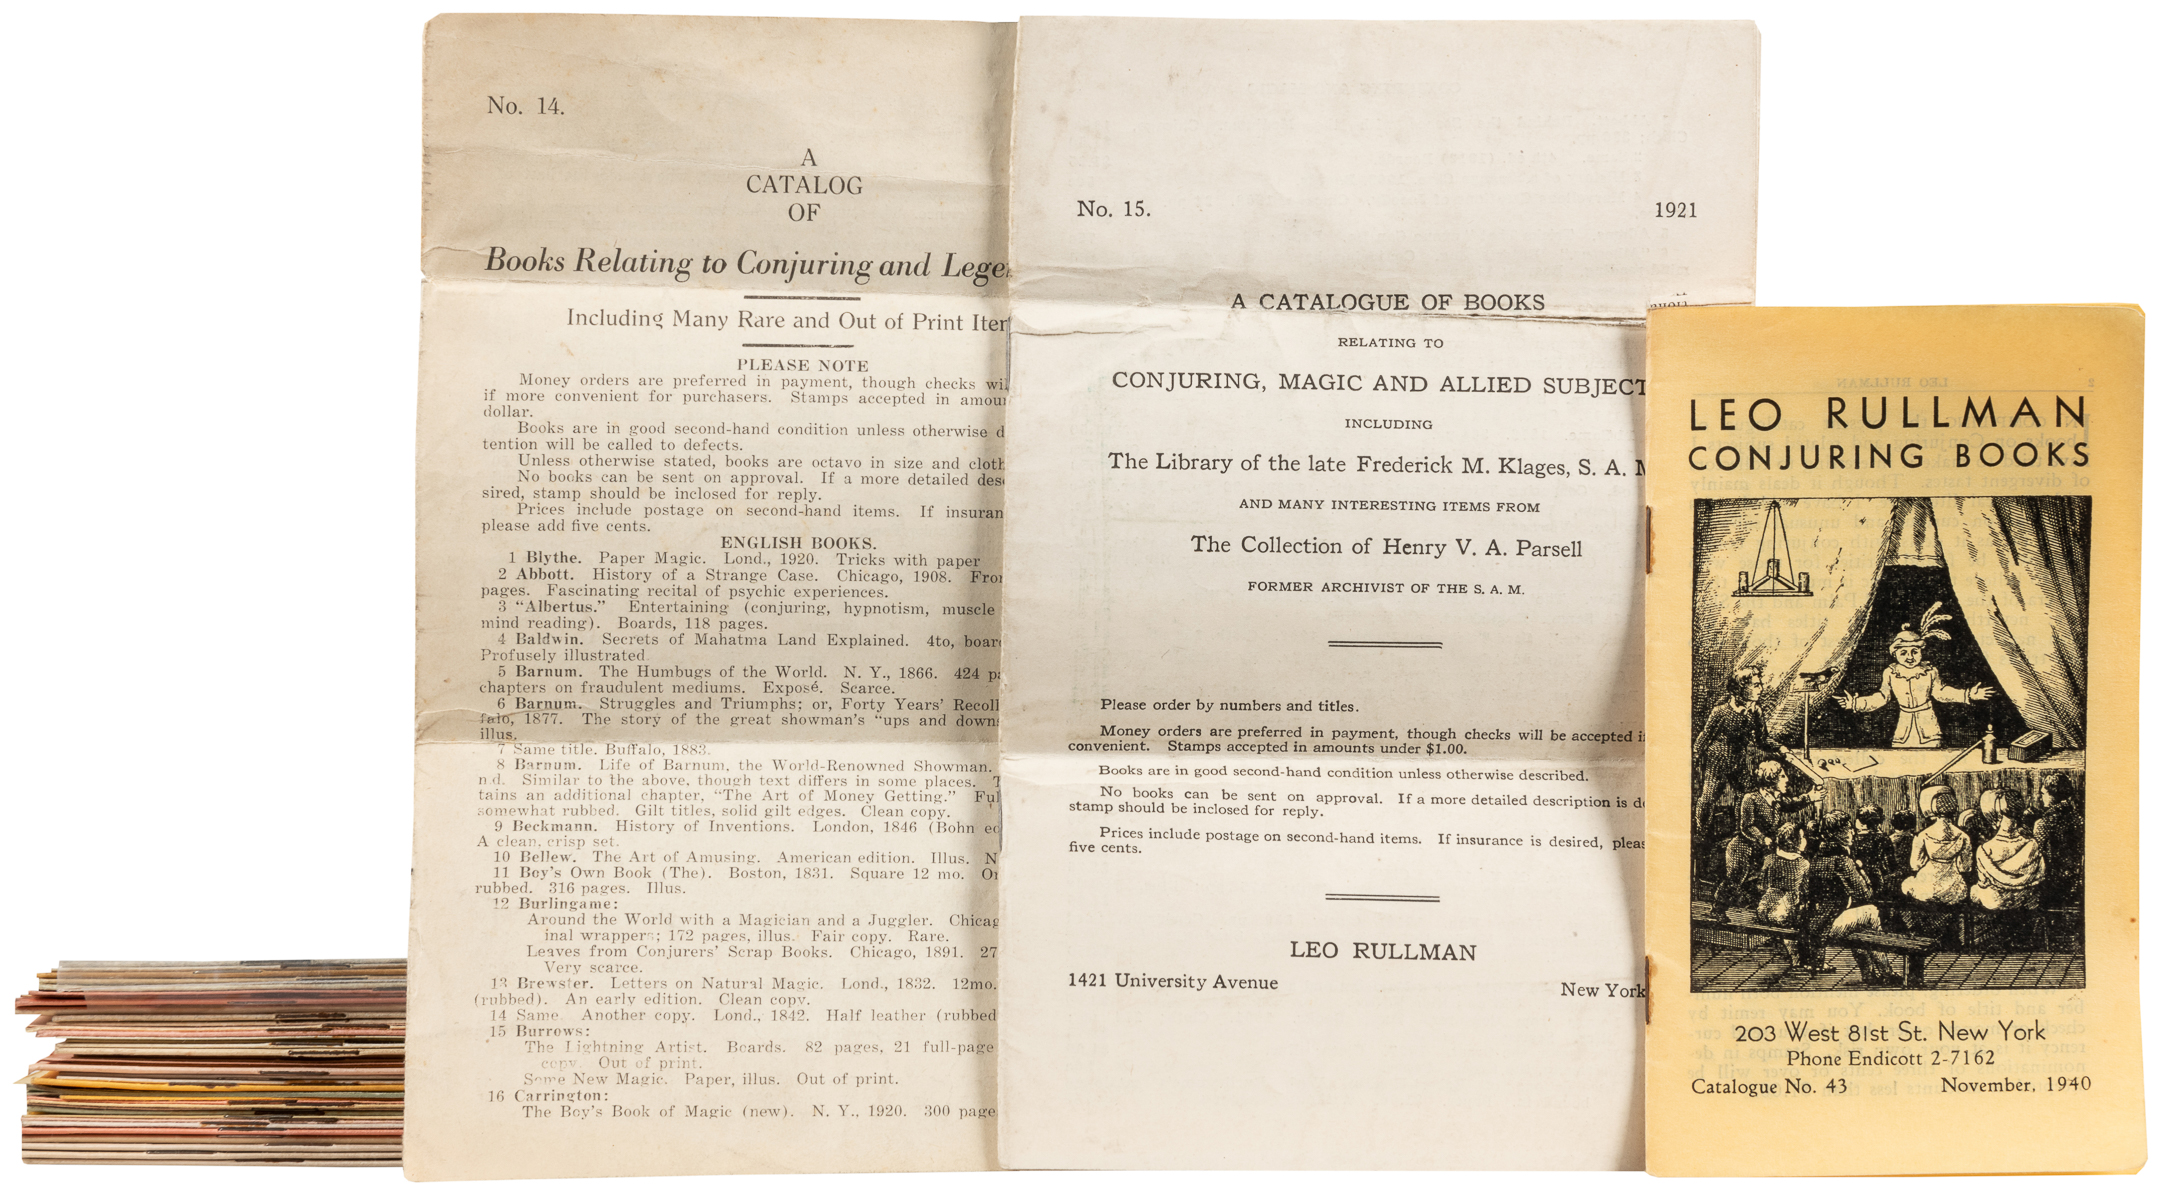 No. 14.
A
CATALOG
OF
Books Relating to Conjuring and
Including Many Rare and Out of Print
PLEASE NOTE
Money orders are preferred in payment, though checks
if more convenient for purchasers. Stamps accepted in
dollar.
Books are in good second-hand condition unless otherwise
tention will be called to defects.
Unless otherwise stated, books are octavo in size and
No books can be sent on approval. If a more detailed
sired, stamp should be inclosed for reply.
Prices include postage on second-hand items. If
please add five cents.
ENGLISH BOOKS.
1 Blythe. Paper Magic. Lond., 1920. Tricks with paper
2 Abbott. History of a Strange Case. Chicago, 1908.
pages. Fascinating recital of psychic experiences.
3 “Albertus.” Entertaining (conjuring, hypnotism, muscle
mind reading). Boards, 118 pages.
4 Baldwin. Secrets of Mahatma Land Explained. 4to,
Profusely illustrated.
5 Barnum. The Humbugs of the World. N. Y., 1866. 424
chapters on fraudulent mediums. Exposé. Scarce.
6 Barnum. Struggles and Triumphs; or, Forty Years'
falo, 1877. The story of the great showman's “ups and
illus.
7 Same title. Buffalo, 1883.
8 Barnum. Life of Barnum, the World-Renowned Showman.
n.d. Similar to the above, though text differs in some places.
tains an additional chapter, “The Art of Money Getting.”
somewhat rubbed. Gilt titles, solid gilt edges. Clean copy.
9 Beckmann. History of Inventions. London, 1846 (Bohn
A clean, crisp set.
10 Bellew. The Art of Amusing. American edition. Illus.
11 Boy's Own Book (The). Boston, 1831. Square 12 mo.
rubbed. 316 pages. Illus.
12 Burlingame:
Around the World with a Magician and a Juggler.
inal wrappers; 172 pages, illus. Fair copy. Rare.
Leaves from Conjurers' Scrap Books. Chicago, 1891.
Very scarce.
13 Brewster. Letters on Natural Magic. Lond., 1832. 12mo.
(rubbed). An early edition. Clean copy.
14 Same. Another copy. Lond., 1842. Half leather (rubbed
15 Burrows:
The Lightning Artist. Boards. 82 pages, 21 full-page
copy. Out of print.
Some New Magic. Paper, illus. Out of print.
16 Carrington:
The Boy's Book of Magic (new). N. Y., 1920. 300
No. 15. 1921
A CATALOGUE OF BOOKS
RELATING TO
CONJURING, MAGIC AND ALLIED SUBJECT
INCLUDING
The Library of the late Frederick M. Klages, S. A.
AND MANY INTERESTING ITEMS FROM
The Collection of Henry V. A. Parsell
FORMER ARCHIVIST OF THE S. A. M.
Please order by numbers and titles.
Money orders are preferred in payment, though checks will be accepted
convenient. Stamps accepted in amounts under $1.00.
Books are in good second-hand condition unless otherwise described.
No books can be sent on approval. If a more detailed description is
stamp should be inclosed for reply.
Prices include postage on second-hand items. If insurance is desired,
five cents.
LEO RULLMAN
1421 University Avenue New York
LEO RULLMAN
CONJURING BOOKS
203 West 81st St. New York
Phone Endicott 2-7162
Catalogue No. 43 November, 1940